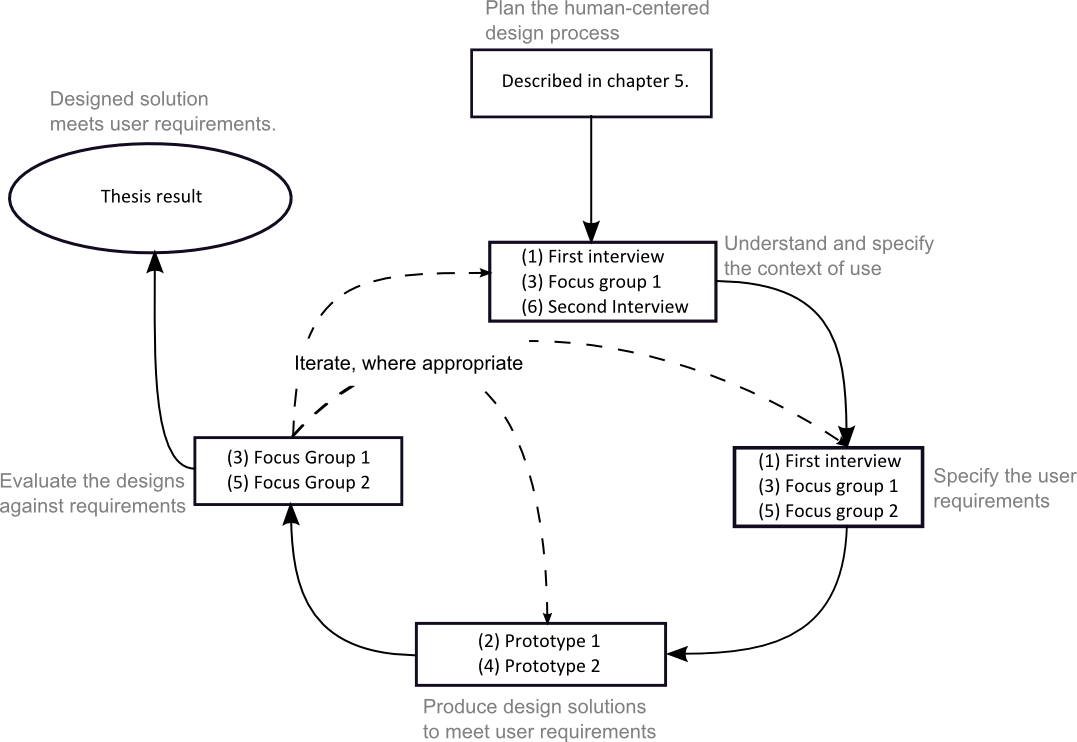 Plan the human-centered
design process
Described in chapter 5.
Designed solution
meets user requirements.
Thesis result
(1) First interview
(3) Focus group 1
(6) Second Interview
Understand and specify
the context of use
Iterate, where appropriate
(3) Focus Group 1
(5) Focus Group 2
Evaluate the designs
against requirements
(1) First interview
(3) Focus group 1
(5) Focus group 2
Specify the user
requirements
(2) Prototype 1
(4) Prototype 2
Produce design solutions
to meet user requirements